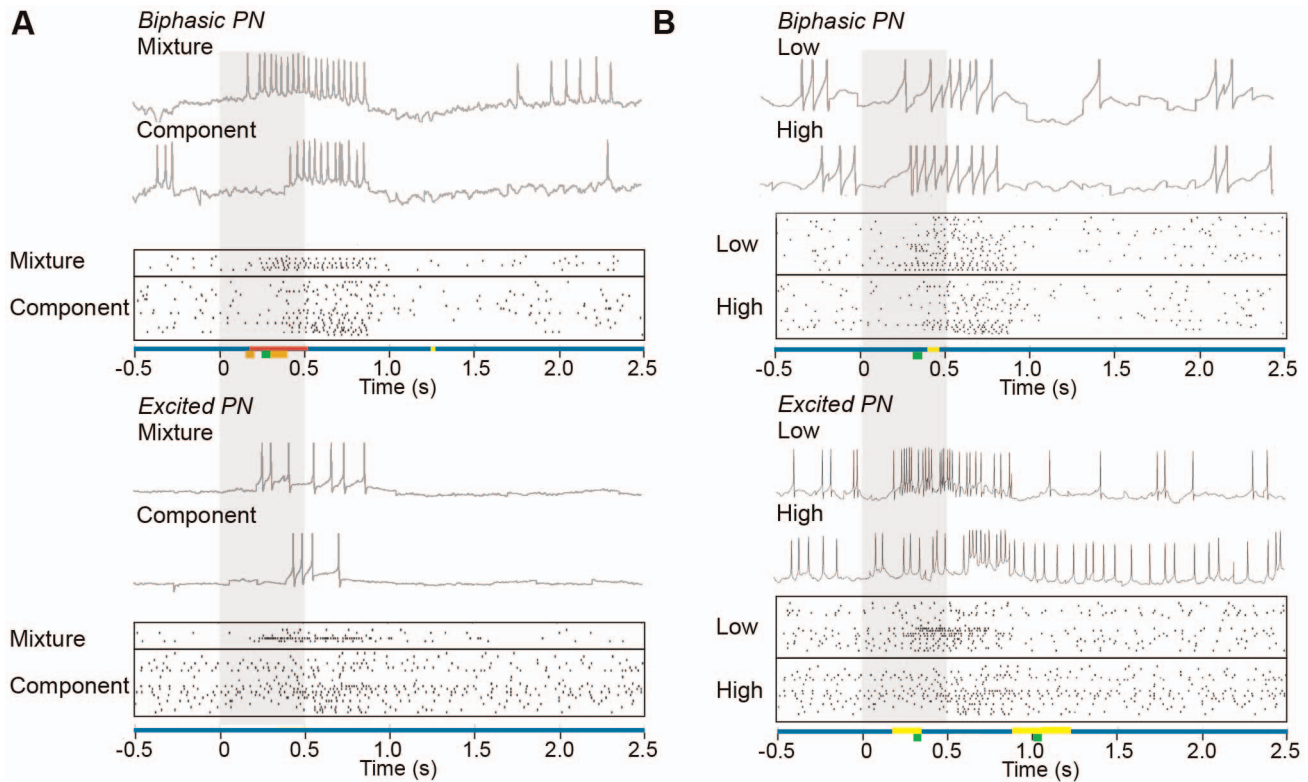 A
Biphasic PN
Mixture
Component
Mixture
Component
-0.5 0 0.5 1.0 1.5 2.0 2.5
Time (s)
Excited PN
Mixture
Component
Mixture
Component
-0.5 0 0.5 1.0 1.5 2.0 2.5
Time (s)
B
Biphasic PN
Low
High
Low
High
-0.5 0 0.5 1.0 1.5 2.0 2.5
Time (s)
Excited PN
Low
High
Low
High
-0.5 0 0.5 1.0 1.5 2.0 2.5
Time (s)